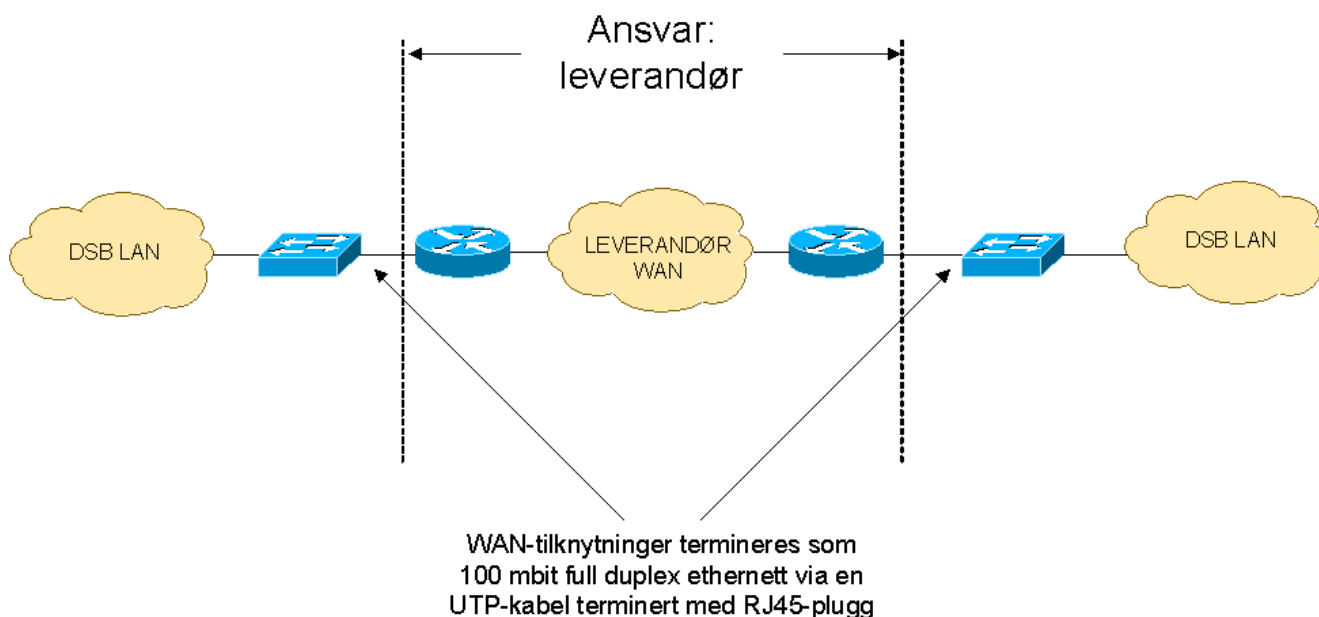 Ansvar:
leverandør
DSB LAN
LEVERANDØR
WAN
DSB LAN
WAN-tilknytninger termineres som
100 mbit full duplex ethernett via en
UTP-kabel terminert med RJ45-plugg